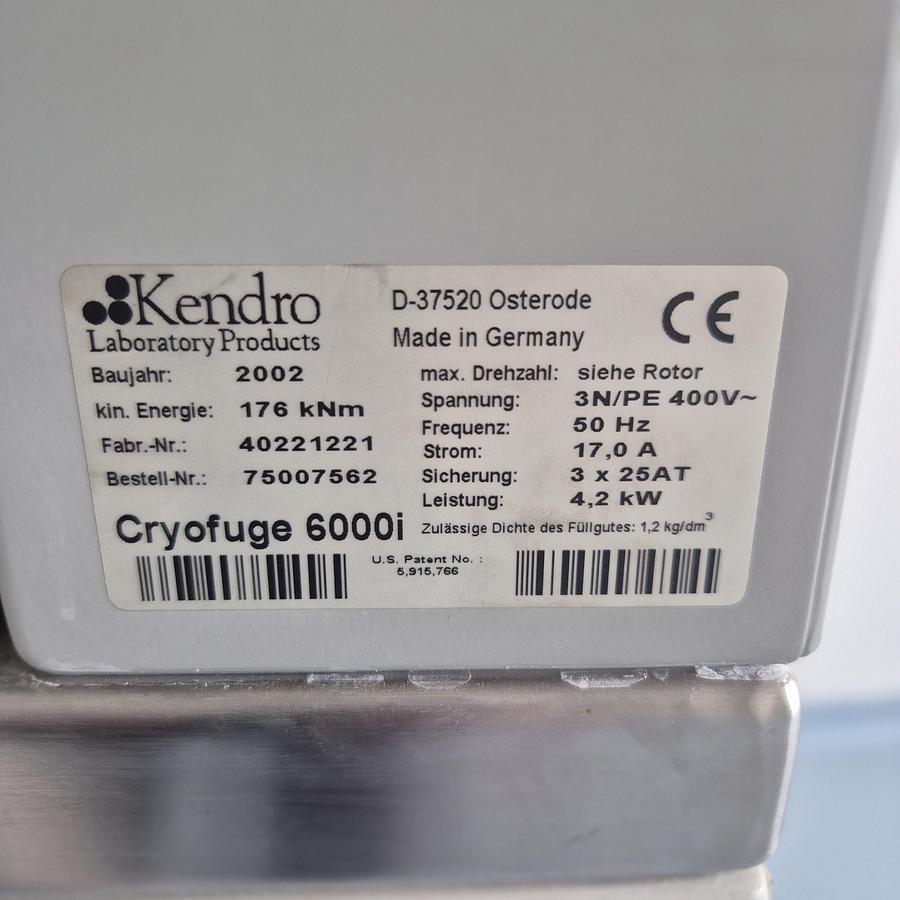 Kendro
Laboratory Products
D-37520 Osterode
Made in Germany
CE
Baujahr: 2002
kin. Energie: 176 kNm
Fabr.-Nr.: 40221221
Bestell-Nr.: 75007562
Cryofuge 6000i
max. Drehzahl: siehe Rotor
Spannung: 3N/PE 400V~
Frequenz: 50 Hz
Strom: 17,0 A
Sicherung: 3 x 25AT
Leistung: 4,2 kW
Zulässige Dichte des Füllgutes: 1,2 kg/dm³
U.S. Patent No. :
5,915,766